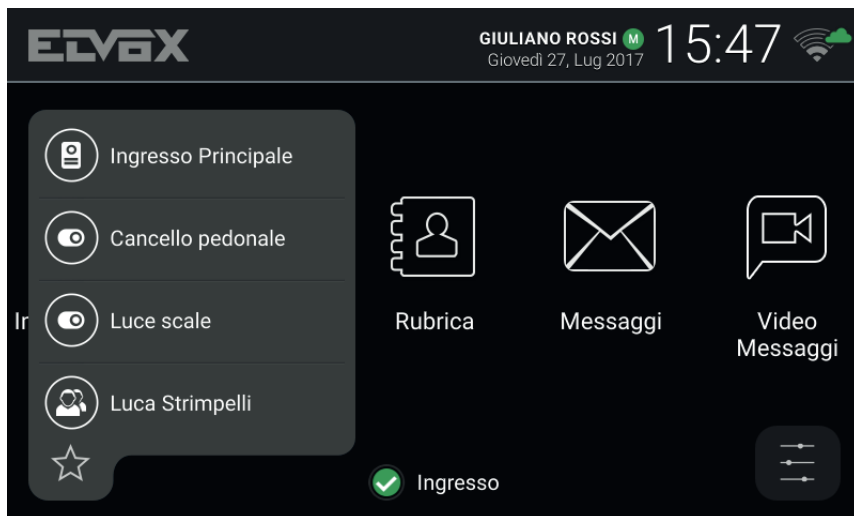 ELVOX
GIULIANO ROSSI M
Giovedì 27, Lug 2017
15:47
Ingresso Principale
Cancello pedonale
Luce scale
Luca Strimpelli
Rubrica
Messaggi
Video
Messaggi
Ingresso